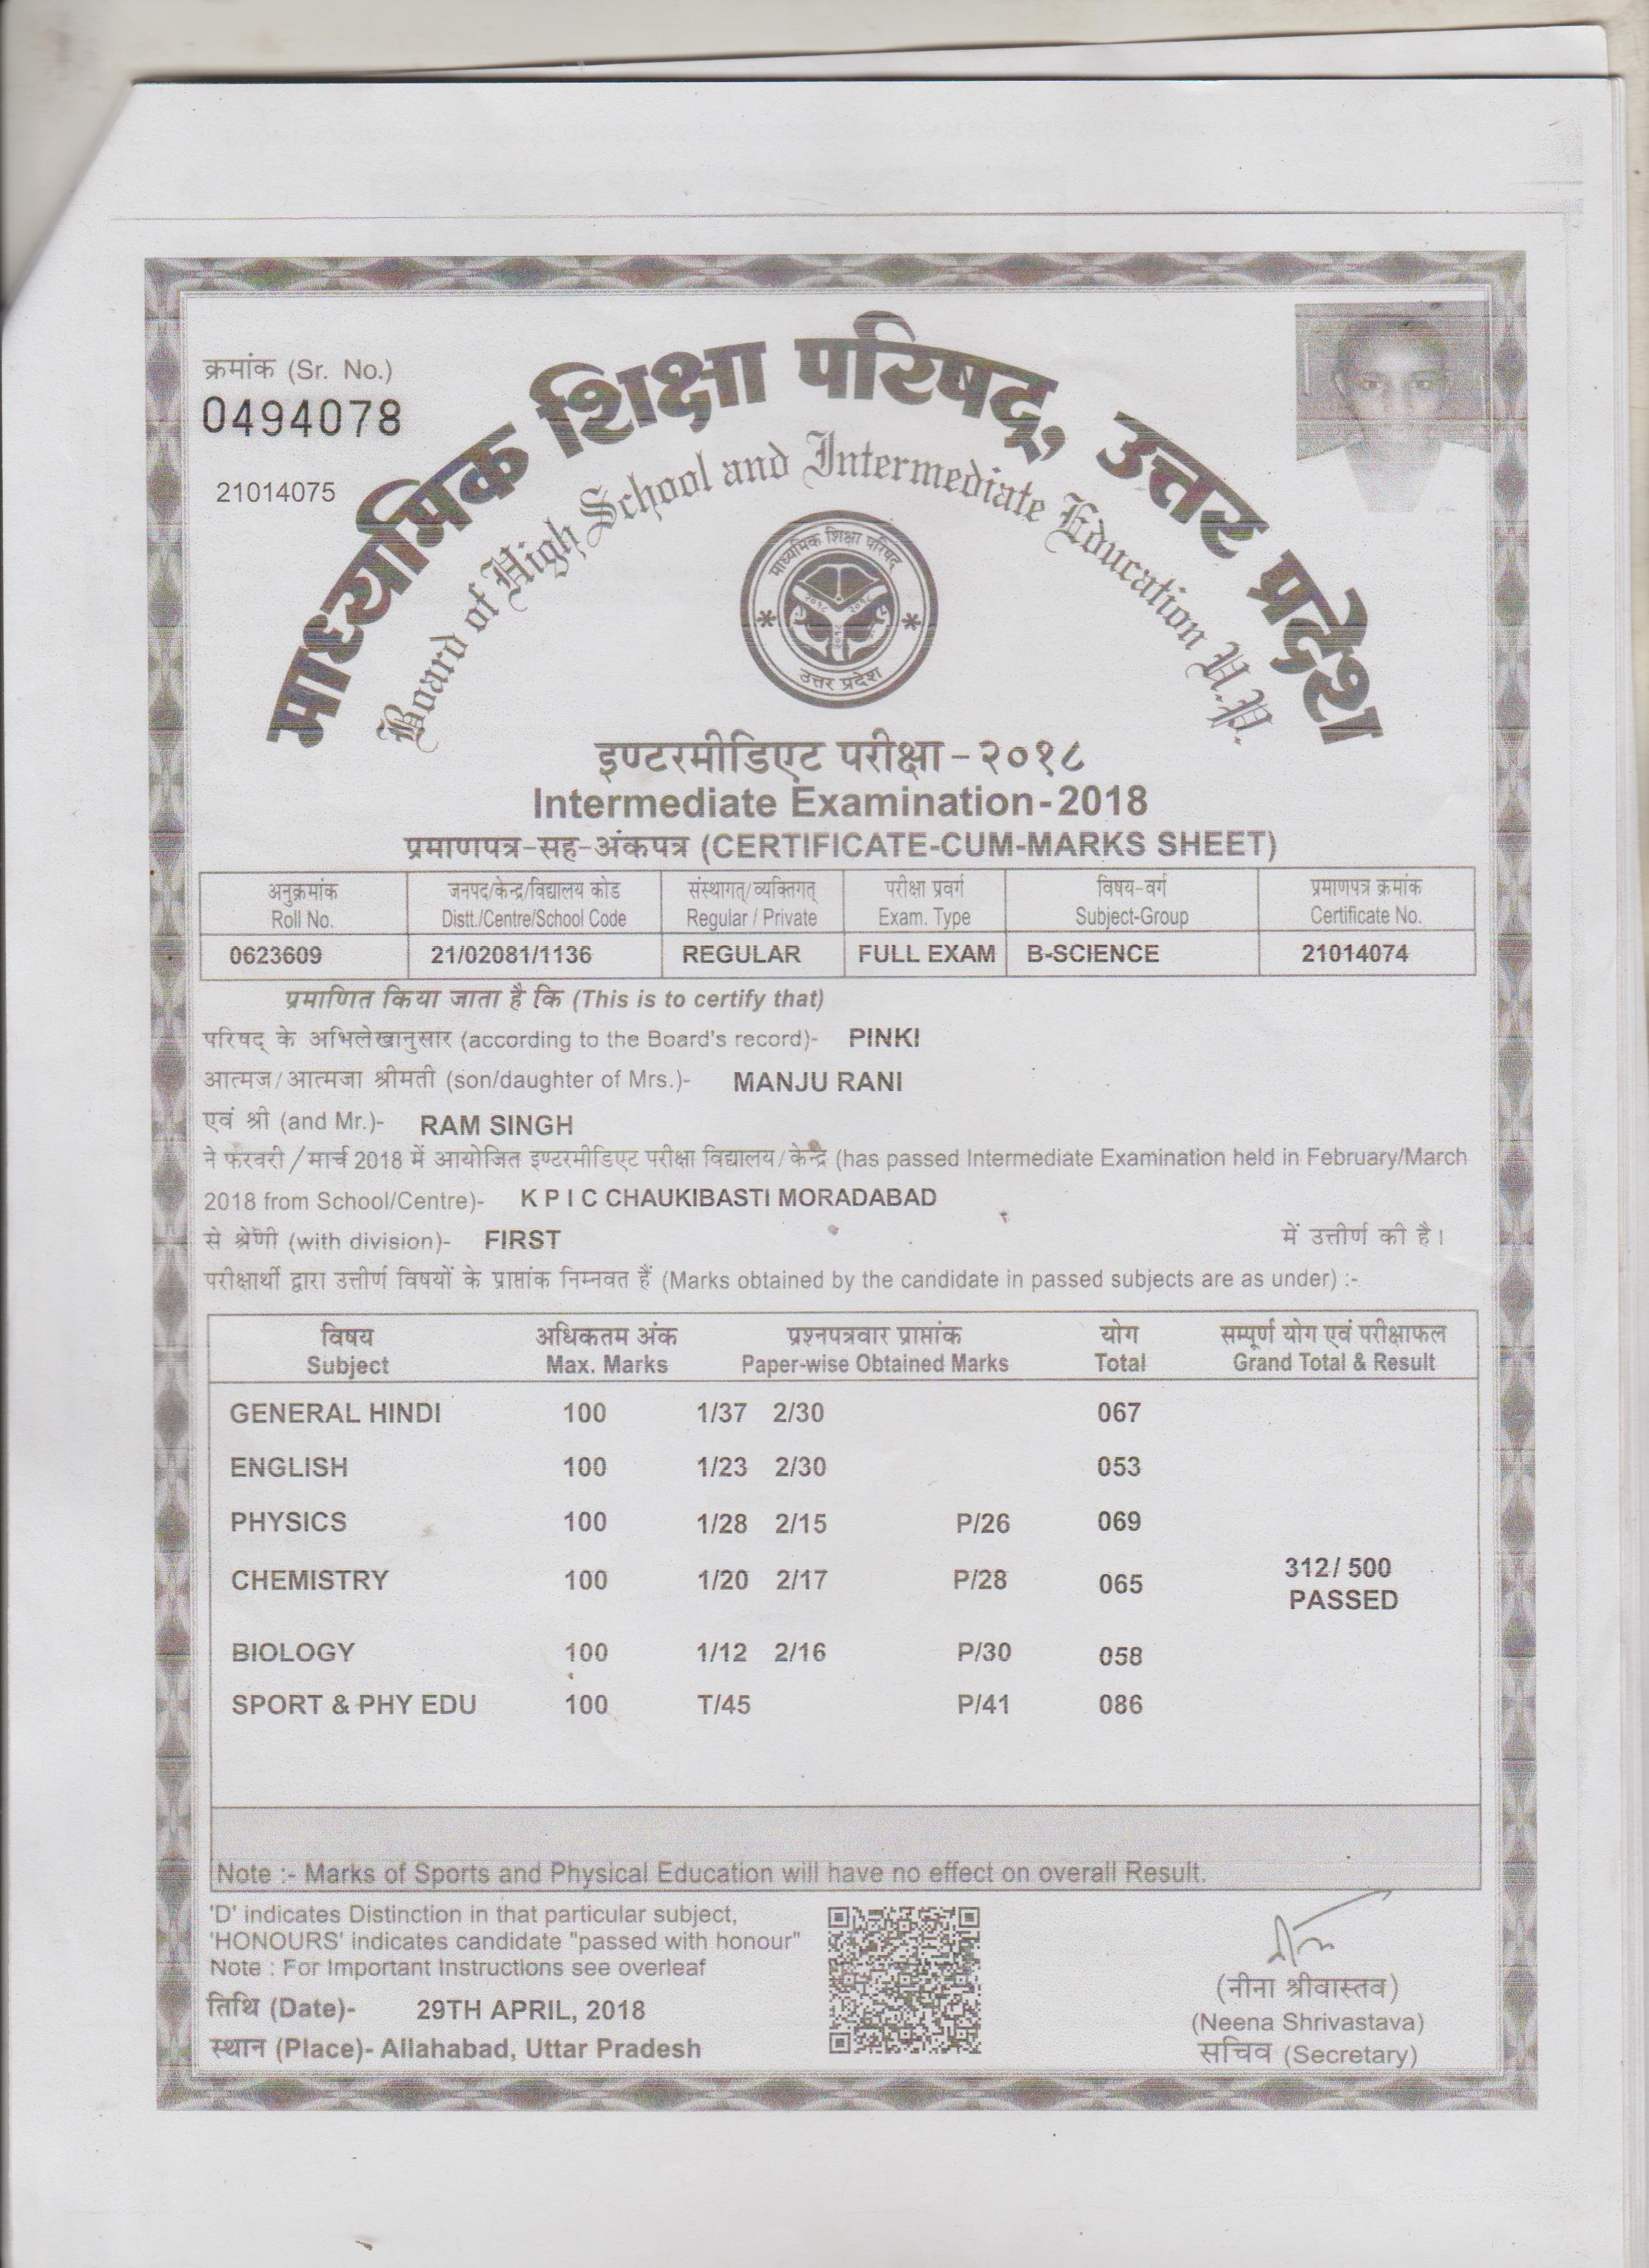 क्रमांक (Sr. No.)
0494078
21014075
माध्यमिक शिक्षा परिषद्, उत्तर प्रदेश
Board of High School and Intermediate Education U.P.
माध्यमिक शिक्षा परिषद
उत्तर प्रदेश
इण्टरमीडिएट परीक्षा - २०१८
Intermediate Examination - 2018
प्रमाणपत्र-सह-अंकपत्र (CERTIFICATE-CUM-MARKS SHEET)
अनुक्रमांक जनपद/केन्द्र/विद्यालय कोड संस्थागत्/व्यक्तिगत् परीक्षा प्रवर्ग विषय-वर्ग प्रमाणपत्र क्रमांक
Roll No. Distt./Centre/School Code Regular / Private Exam. Type Subject-Group Certificate No.
0623609 21/02081/1136 REGULAR FULL EXAM B-SCIENCE 21014074
प्रमाणित किया जाता है कि (This is to certify that)
परिषद् के अभिलेखानुसार (according to the Board's record)- PINKI
आत्मज/आत्मजा श्रीमती (son/daughter of Mrs.)- MANJU RANI
एवं श्री (and Mr.)- RAM SINGH
ने फरवरी/मार्च 2018 में आयोजित इण्टरमीडिएट परीक्षा विद्यालय/केन्द्र (has passed Intermediate Examination held in February/March
2018 from School/Centre)- K P I C CHAUKIBASTI MORADABAD
से श्रेणी (with division)- FIRST में उत्तीर्ण की है।
परीक्षार्थी द्वारा उत्तीर्ण विषयों के प्राप्तांक निम्नवत हैं (Marks obtained by the candidate in passed subjects are as under) :-
विषय अधिकतम अंक प्रश्नपत्रवार प्राप्तांक योग सम्पूर्ण योग एवं परीक्षाफल
Subject Max. Marks Paper-wise Obtained Marks Total Grand Total & Result
GENERAL HINDI 100 1/37 2/30 067
ENGLISH 100 1/23 2/30 053
PHYSICS 100 1/28 2/15 P/26 069
CHEMISTRY 100 1/20 2/17 P/28 065 312/ 500
PASSED
BIOLOGY 100 1/12 2/16 P/30 058
SPORT & PHY EDU 100 T/45 P/41 086
Note :- Marks of Sports and Physical Education will have no effect on overall Result.
'D' indicates Distinction in that particular subject,
'HONOURS' indicates candidate "passed with honour"
Note : For Important Instructions see overleaf
तिथि (Date)- 29TH APRIL, 2018
स्थान (Place)- Allahabad, Uttar Pradesh
(नीना श्रीवास्तव)
(Neena Shrivastava)
सचिव (Secretary)